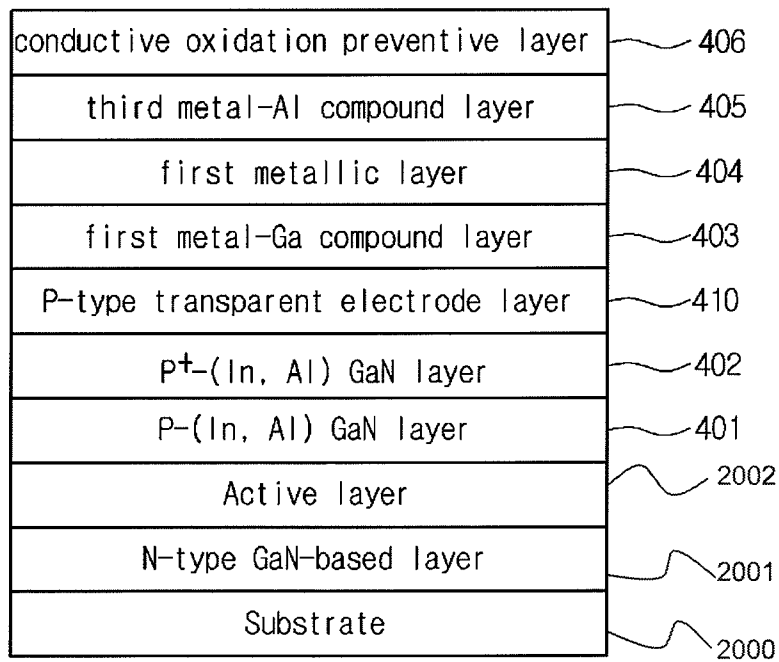 conductive oxidation preventive layer 406
third metal-Al compound layer 405
first metallic layer 404
first metal-Ga compound layer 403
P-type transparent electrode layer 410
P⁺-(In, Al) GaN layer 402
P-(In, Al) GaN layer 401
Active layer 2002
N-type GaN-based layer 2001
Substrate 2000